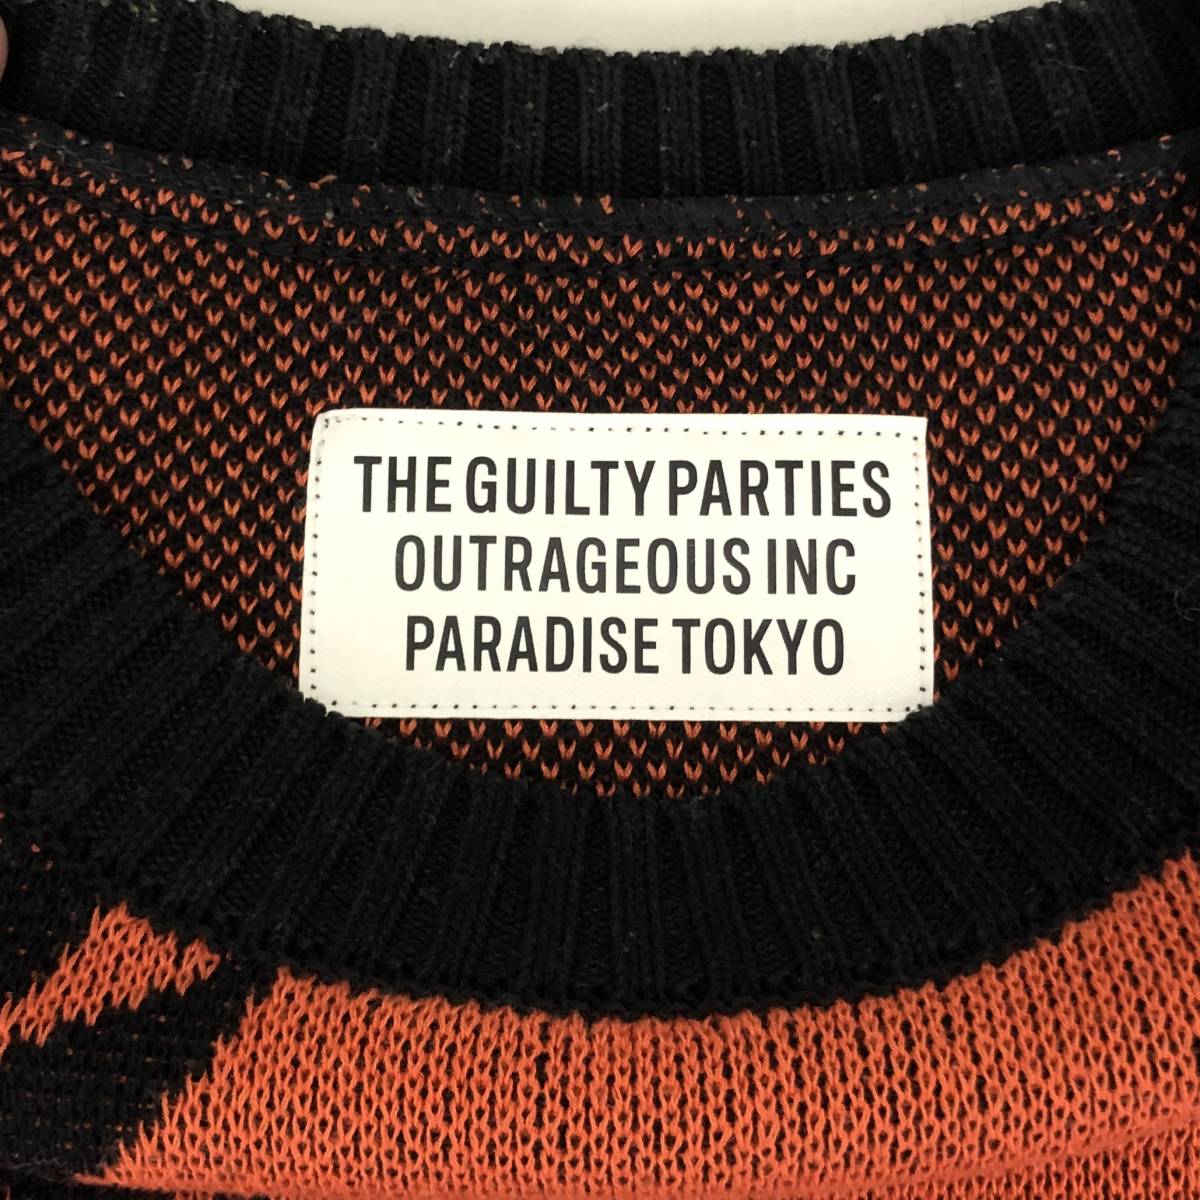 THE GUILTY PARTIES
OUTRAGEOUS INC
PARADISE TOKYO